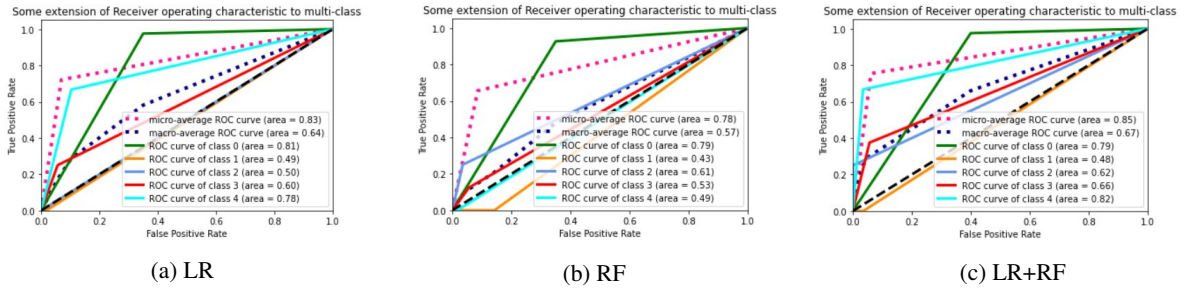 Some extension of Receiver operating characteristic to multi-class
1.0
0.8
0.6
0.4
0.2
0.0
True Positive Rate
micro-average ROC curve (area = 0.83)
macro-average ROC curve (area = 0.64)
ROC curve of class 0 (area = 0.81)
ROC curve of class 1 (area = 0.49)
ROC curve of class 2 (area = 0.50)
ROC curve of class 3 (area = 0.60)
ROC curve of class 4 (area = 0.78)
0.0 0.2 0.4 0.6 0.8 1.0
False Positive Rate
(a) LR
Some extension of Receiver operating characteristic to multi-class
1.0
0.8
0.6
0.4
0.2
0.0
True Positive Rate
micro-average ROC curve (area = 0.78)
macro-average ROC curve (area = 0.57)
ROC curve of class 0 (area = 0.79)
ROC curve of class 1 (area = 0.43)
ROC curve of class 2 (area = 0.61)
ROC curve of class 3 (area = 0.53)
ROC curve of class 4 (area = 0.49)
0.0 0.2 0.4 0.6 0.8 1.0
False Positive Rate
(b) RF
Some extension of Receiver operating characteristic to multi-class
1.0
0.8
0.6
0.4
0.2
0.0
True Positive Rate
micro-average ROC curve (area = 0.85)
macro-average ROC curve (area = 0.67)
ROC curve of class 0 (area = 0.79)
ROC curve of class 1 (area = 0.48)
ROC curve of class 2 (area = 0.62)
ROC curve of class 3 (area = 0.66)
ROC curve of class 4 (area = 0.82)
0.0 0.2 0.4 0.6 0.8 1.0
False Positive Rate
(c) LR+RF